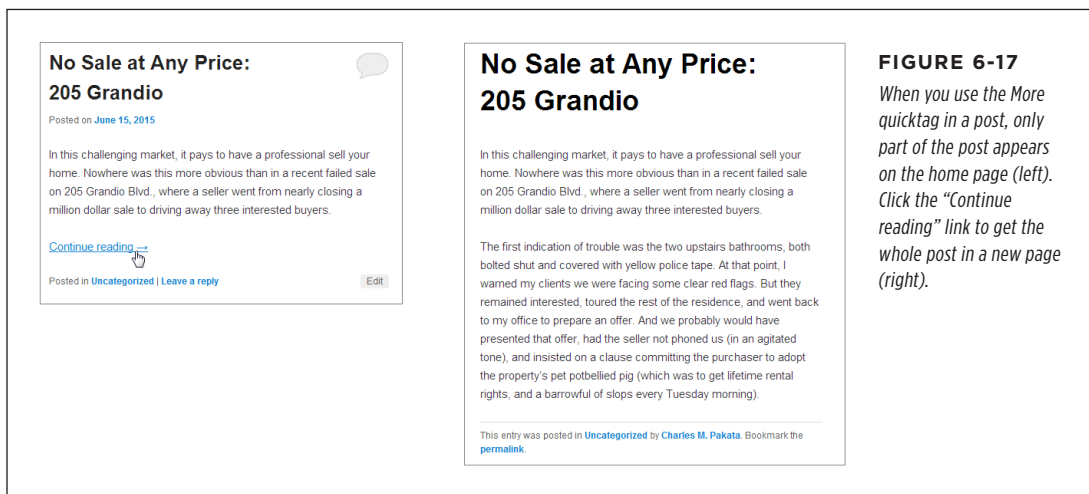 No Sale at Any Price:
205 Grandio
Posted on June 15, 2015
In this challenging market, it pays to have a professional sell your
home. Nowhere was this more obvious than in a recent failed sale
on 205 Grandio Blvd., where a seller went from nearly closing a
million dollar sale to driving away three interested buyers.
Continue reading →
Posted in Uncategorized | Leave a reply
Edit
No Sale at Any Price:
205 Grandio
In this challenging market, it pays to have a professional sell your
home. Nowhere was this more obvious than in a recent failed sale
on 205 Grandio Blvd., where a seller went from nearly closing a
million dollar sale to driving away three interested buyers.
The first indication of trouble was the two upstairs bathrooms, both
bolted shut and covered with yellow police tape. At that point, I
warned my clients we were facing some clear red flags. But they
remained interested, toured the rest of the residence, and went back
to my office to prepare an offer. And we probably would have
presented that offer, had the seller not phoned us (in an agitated
tone), and insisted on a clause committing the purchaser to adopt
the property's pet potbellied pig (which was to get lifetime rental
rights, and a barrowful of slops every Tuesday morning).
This entry was posted in Uncategorized by Charles M. Pakata. Bookmark the
permalink.
FIGURE 6-17
When you use the More
quicktag in a post, only
part of the post appears
on the home page (left).
Click the “Continue
reading” link to get the
whole post in a new page
(right).